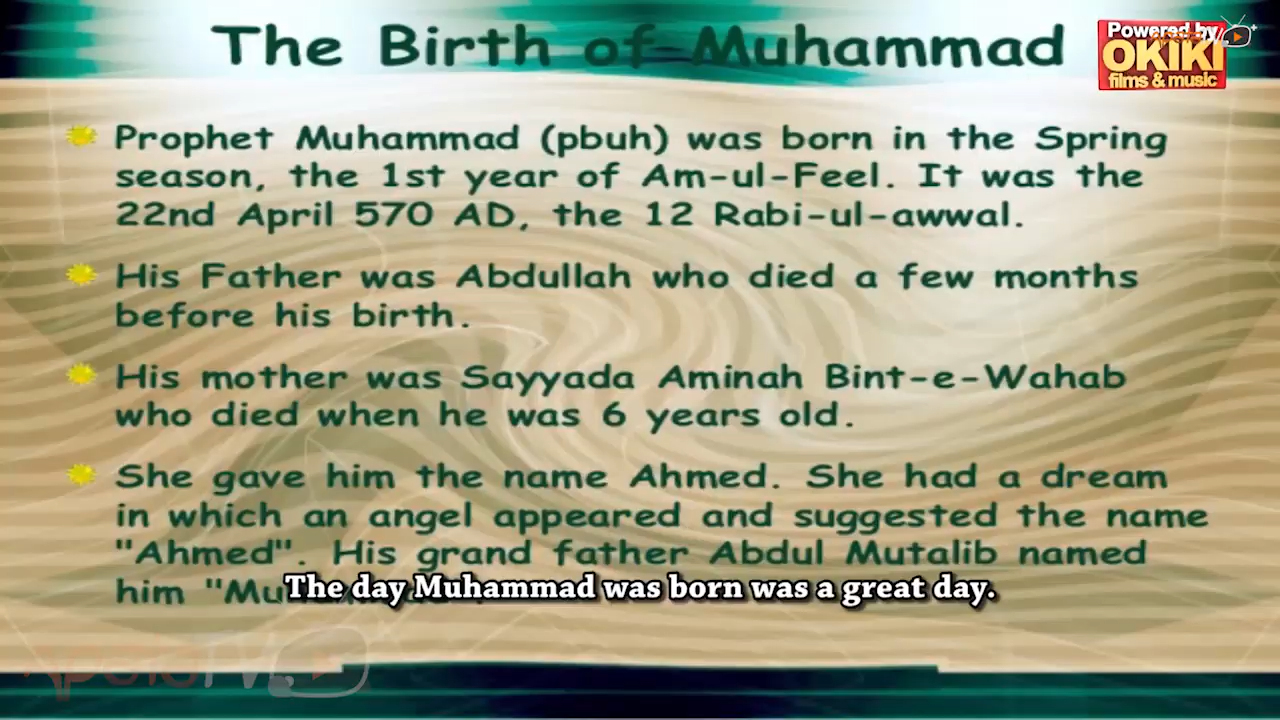 The Birth of Muhammad
Powered by
OKIKI
films & music
Prophet Muhammad (pbuh) was born in the Spring
season, the 1st year of Am-ul-Feel. It was the
22nd April 570 AD, the 12 Rabi-ul-awwal.
His Father was Abdullah who died a few months
before his birth.
His mother was Sayyada Aminah Bint-e-Wahab
who died when he was 6 years old.
She gave him the name Ahmed. She had a dream
in which an angel appeared and suggested the name
"Ahmed". His grand father Abdul Mutalib named
him
The day Muhammad was born was a great day.